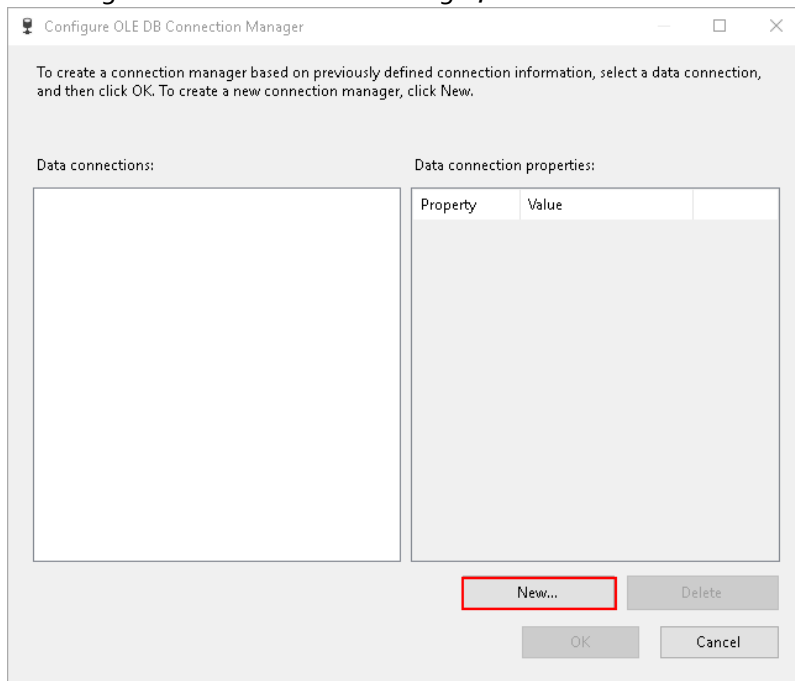 Configure OLE DB Connection Manager
To create a connection manager based on previously defined connection information, select a data connection,
and then click OK. To create a new connection manager, click New.
Data connections:
Data connection properties:
Property Value
New... Delete
OK Cancel